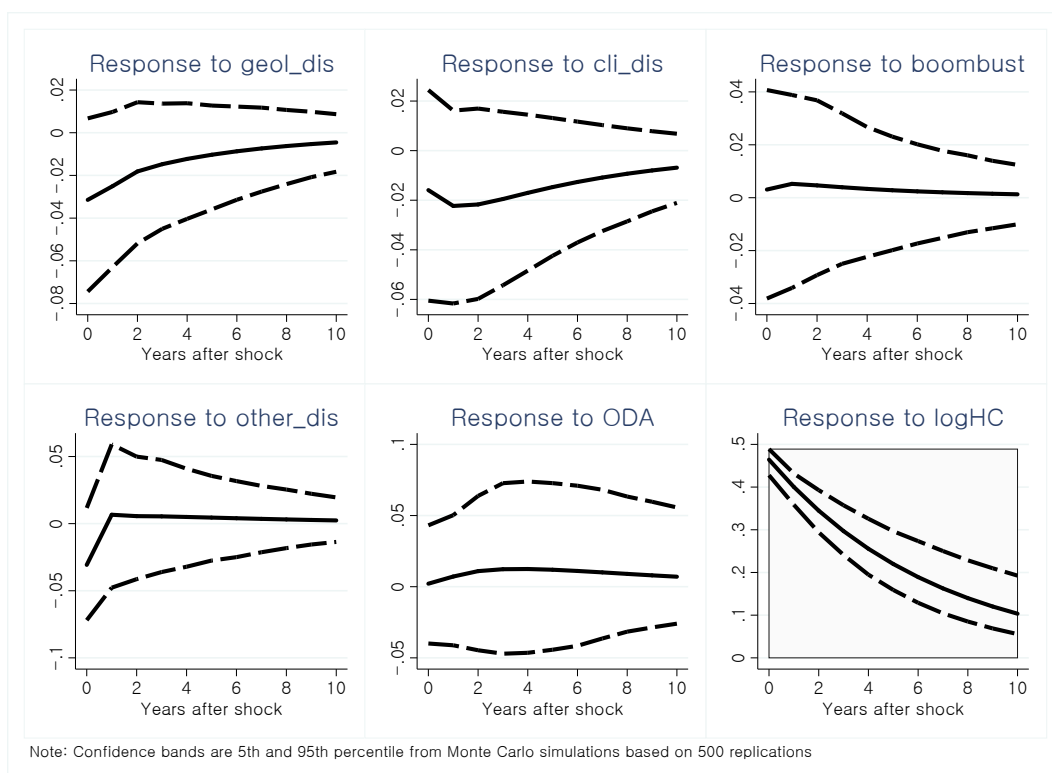 Response to geol_dis
.02
0
-.02
-.04
-.06
-.08
0 2 4 6 8 10
Years after shock
Response to cli_dis
.02
0
-.02
-.04
-.06
0 2 4 6 8 10
Years after shock
Response to boombust
.04
.02
0
-.02
-.04
0 2 4 6 8 10
Years after shock
Response to other_dis
.05
0
-.05
-.1
0 2 4 6 8 10
Years after shock
Response to ODA
.1
.05
0
-.05
0 2 4 6 8 10
Years after shock
Response to logHC
.5
.4
.3
.2
.1
0
0 2 4 6 8 10
Years after shock
Note: Confidence bands are 5th and 95th percentile from Monte Carlo simulations based on 500 replications